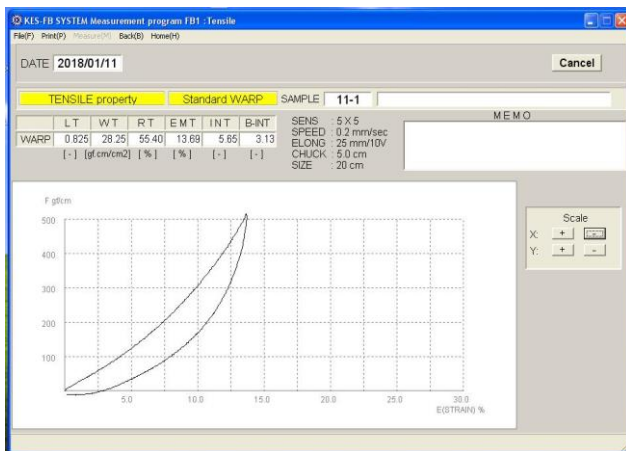 KES-FB SYSTEM Measurement program FB1 : Tensile
File(F) Print(P) Measure(M) Back(B) Home(H)
DATE 2018/01/11 Cancel
TENSILE property Standard WARP SAMPLE 11-1
MEMO
LT WT RT EMT INT B-INT
WARP 0.825 28.25 55.40 13.69 5.65 3.13
[-] [gf.cm/cm2] [%] [%] [-] [-]
SENS : 5 X 5
SPEED : 0.2 mm/sec
ELONG : 25 mm/10V
CHUCK : 5.0 cm
SIZE : 20 cm
F gf/cm
500
400
300
200
100
5.0 10.0 15.0 20.0 25.0 30.0
E(STRAIN) %
Scale
X: + -
Y: + -